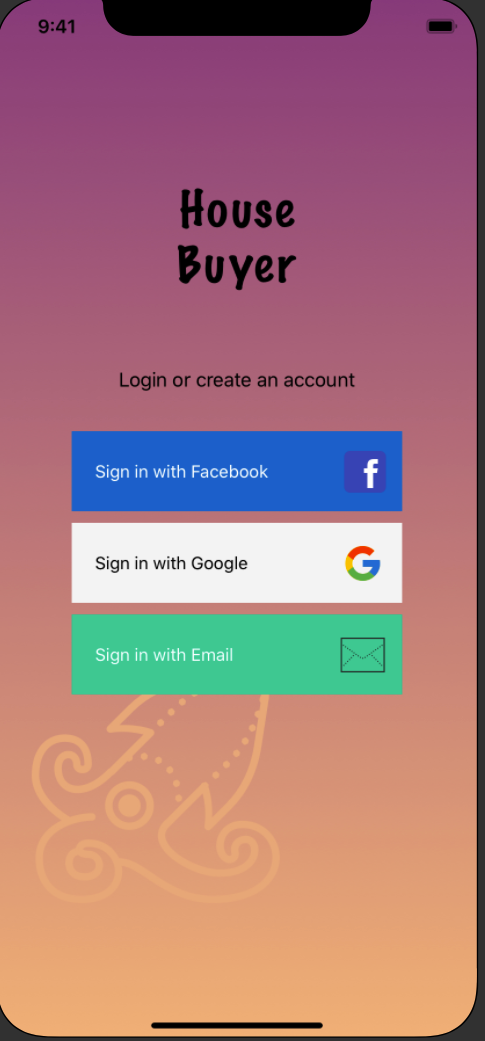 9:41
House
Buyer
Login or create an account
Sign in with Facebook
f
Sign in with Google
G
Sign in with Email